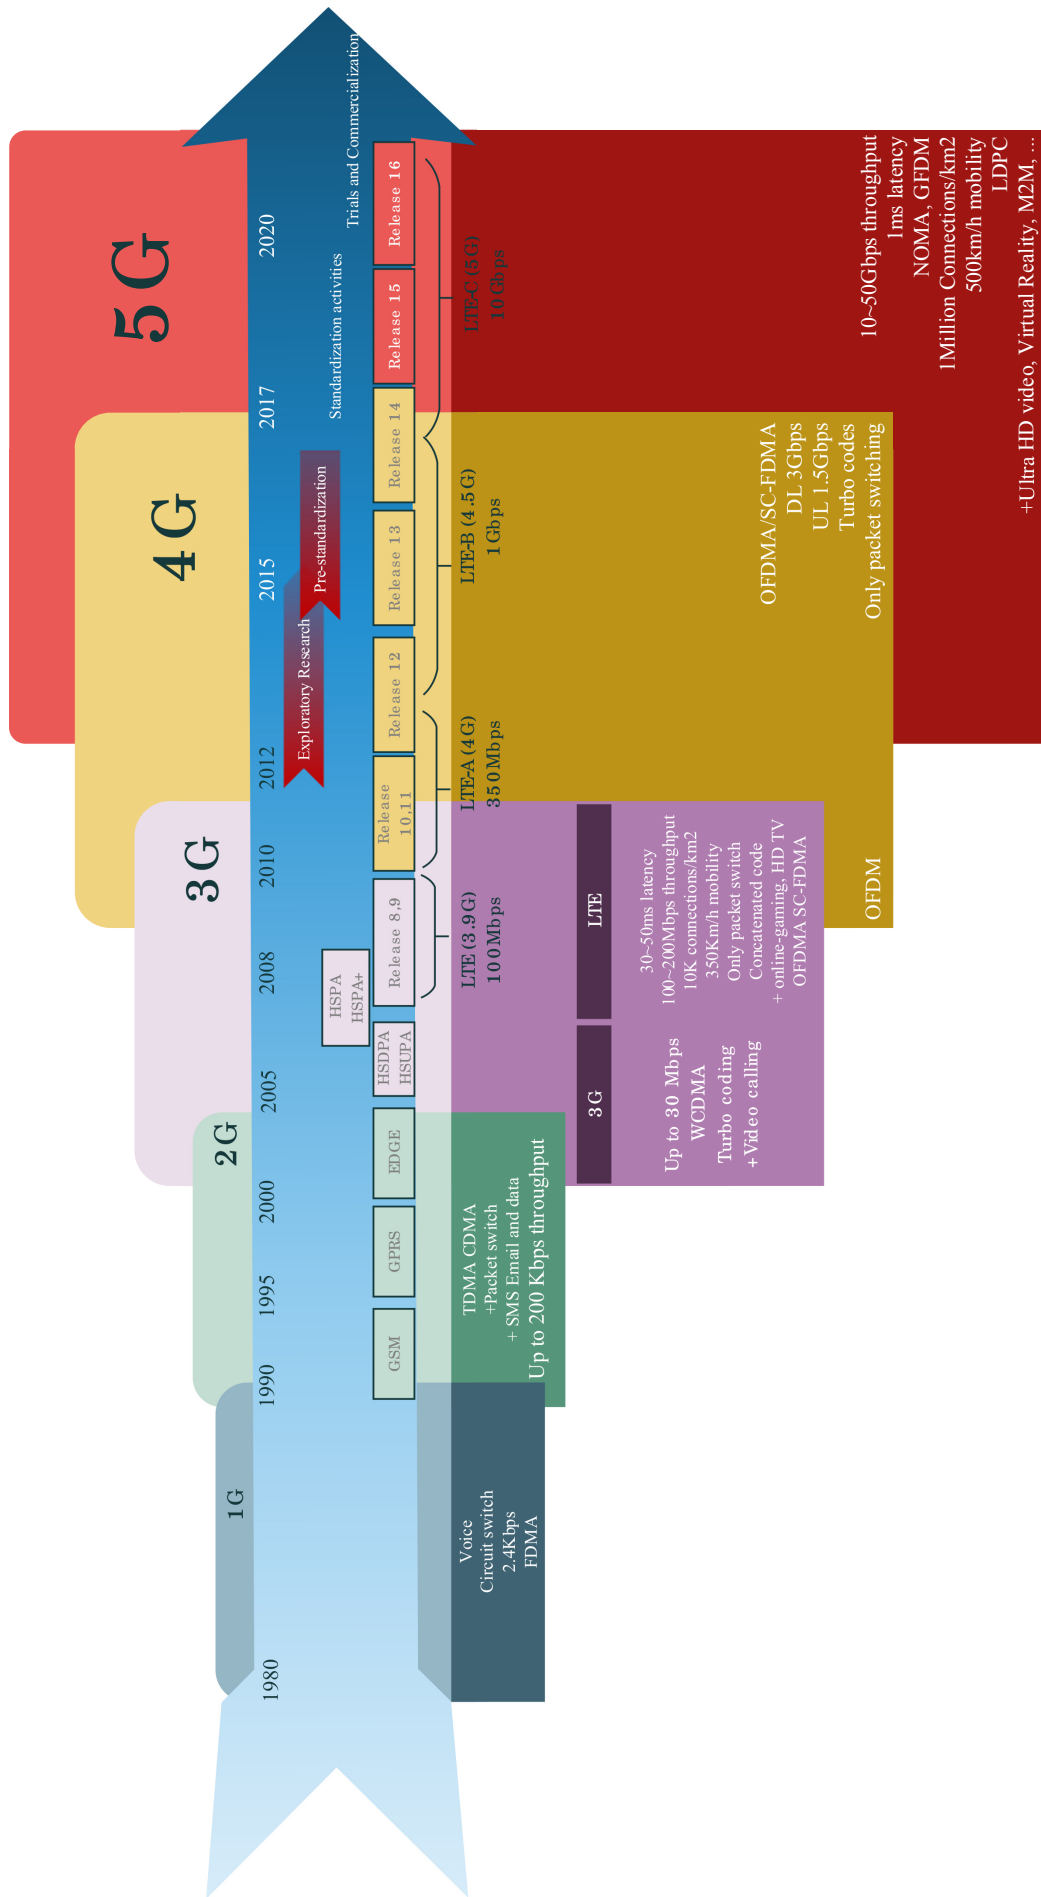 1G
2G
3G
4G
5G
1980
1990
1995
2000
2005
2008
2010
2012
2015
2017
2020
Exploratory Research
Pre-standardization
Standardization activities
Trials and Commercialization
GSM
GPRS
EDGE
HSDPA
HSUPA
HSPA
HSPA+
Release 8,9
Release
10,11
Release 12
Release 13
Release 14
Release 15
Release 16
LTE (3.9G)
100Mbps
LTE-A (4G)
350Mbps
LTE-B (4.5G)
1Gbps
LTE-C (5G)
10Gbps
Voice
Circuit switch
2.4Kbps
FDMA
TDMA CDMA
+Packet switch
+ SMS Email and data
Up to 200 Kbps throughput
3G
Up to 30 Mbps
WCDMA
Turbo coding
+Video calling
LTE
30~50ms latency
100~200Mbps throughput
10K connections/km2
350Km/h mobility
Only packet switch
Concatenated code
+ online-gaming, HD TV
OFDMA SC-FDMA
OFDM
OFDMA/SC-FDMA
DL 3Gbps
UL 1.5Gbps
Turbo codes
Only packet switching
10~50Gbps throughput
1ms latency
NOMA, GFDM
1Million Connections/km2
500km/h mobility
LDPC
+Ultra HD video, Virtual Reality, M2M, ...